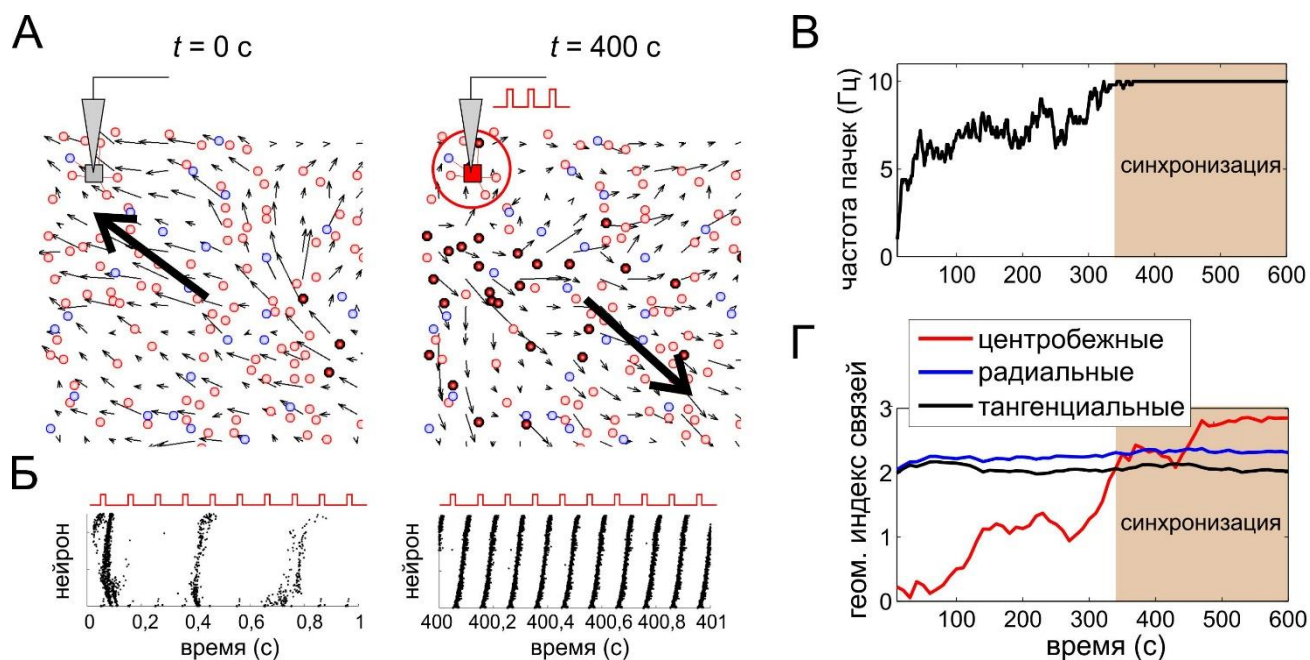 А
t = 0 с
t = 400 с
Б
нейрон
0 0,2 0,4 0,6 0,8 1
время (с)
нейрон
400 400,2 400,4 400,6 400,8 401
время (с)
В
частота пачек (Гц)
10
5
0
синхронизация
100 200 300 400 500 600
Г
центробежные
радиальные
тангенциальные
геом. индекс связей
3
2
1
0
синхронизация
0 100 200 300 400 500 600
время (с)